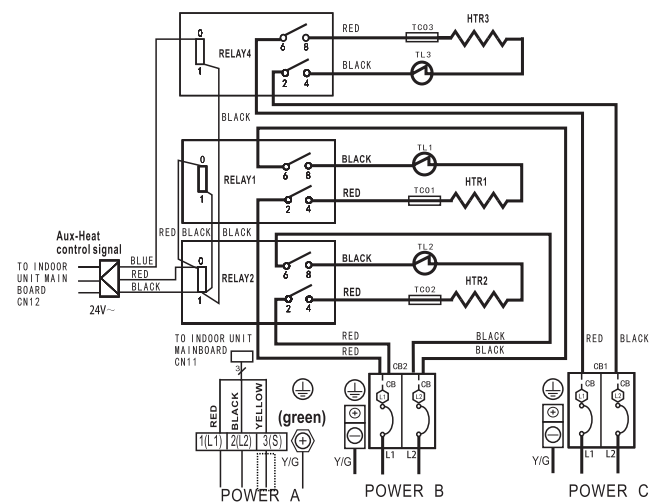 0
1
RELAY4
6 8
2 4
RED
TCO3
HTR3
BLACK
TL3
BLACK
0
1
RELAY1
6 8
2 4
BLACK
TL1
RED
TCO1
HTR1
RED BLACK BLACK
0
1
RELAY2
6 8
2 4
BLACK
TL2
RED
TCO2
HTR2
Aux-Heat
control signal
TO INDOOR
UNIT MAIN
BOARD
CN12
24V~
BLUE
RED
BLACK
RED
RED
BLACK
BLACK
RED
BLACK
TO INDOOR UNIT
MAINBOARD
CN11
3
RED
BLACK
YELLOW
(green)
1(L1) 2(L2) 3(S)
Y/G
POWER A
CB2
CB CB
L1 L2
L1 L2
Y/G
POWER B
CB1
CB CB
L1 L2
L1 L2
Y/G
POWER C